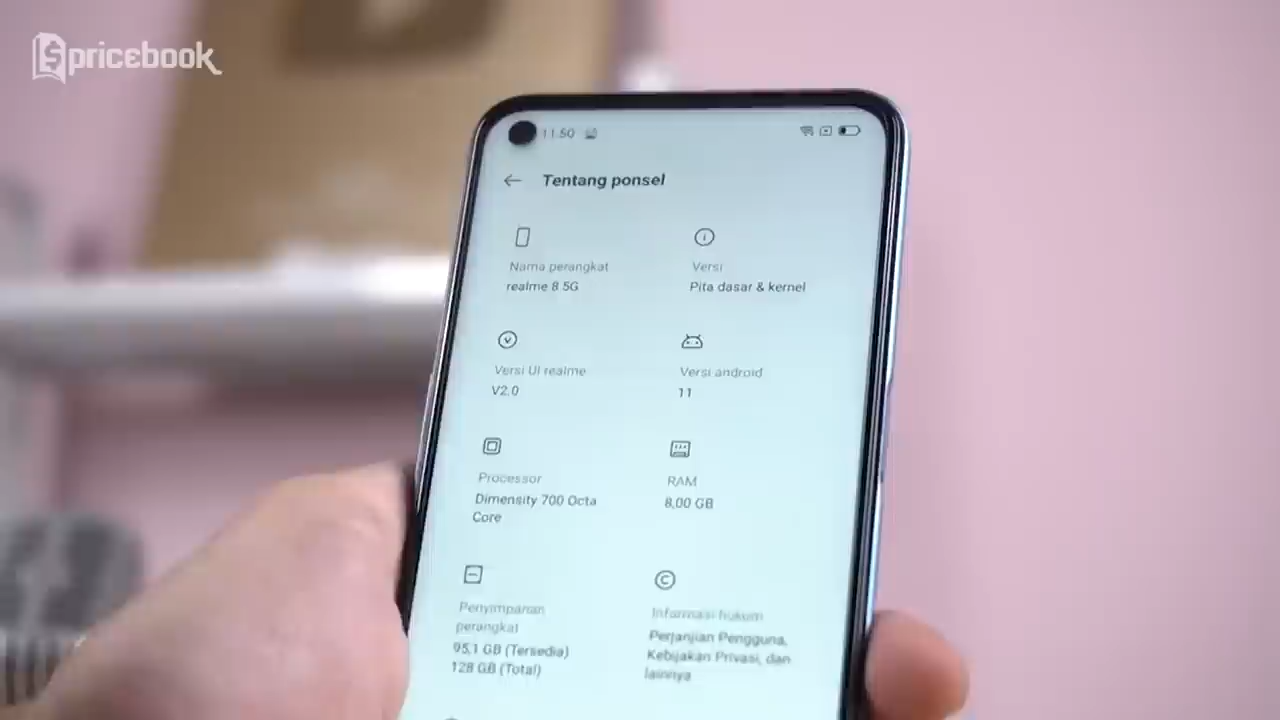 pricebook
11.50
Tentang ponsel
Nama perangkat
realme 8 5G
Versi
Pita dasar & kernel
Versi UI realme
V2.0
Versi android
11
Processor
Dimensity 700 Octa
Core
RAM
8,00 GB
Penyimpanan
perangkat
95,1 GB (Tersedia)
128 GB (Total)
Informasi hukum
Perjanjian Pengguna,
Kebijakan Privasi, dan
lainnya